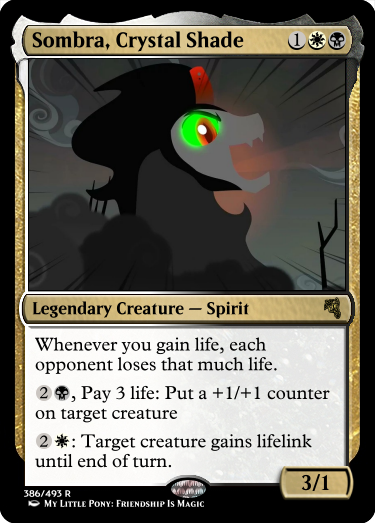 Sombra, Crystal Shade 1
Legendary Creature — Spirit
Whenever you gain life, each
opponent loses that much life.
2, Pay 3 life: Put a +1/+1 counter
on target creature
2: Target creature gains lifelink
until end of turn.
3/1
386/493 R
My Little Pony: Friendship Is Magic